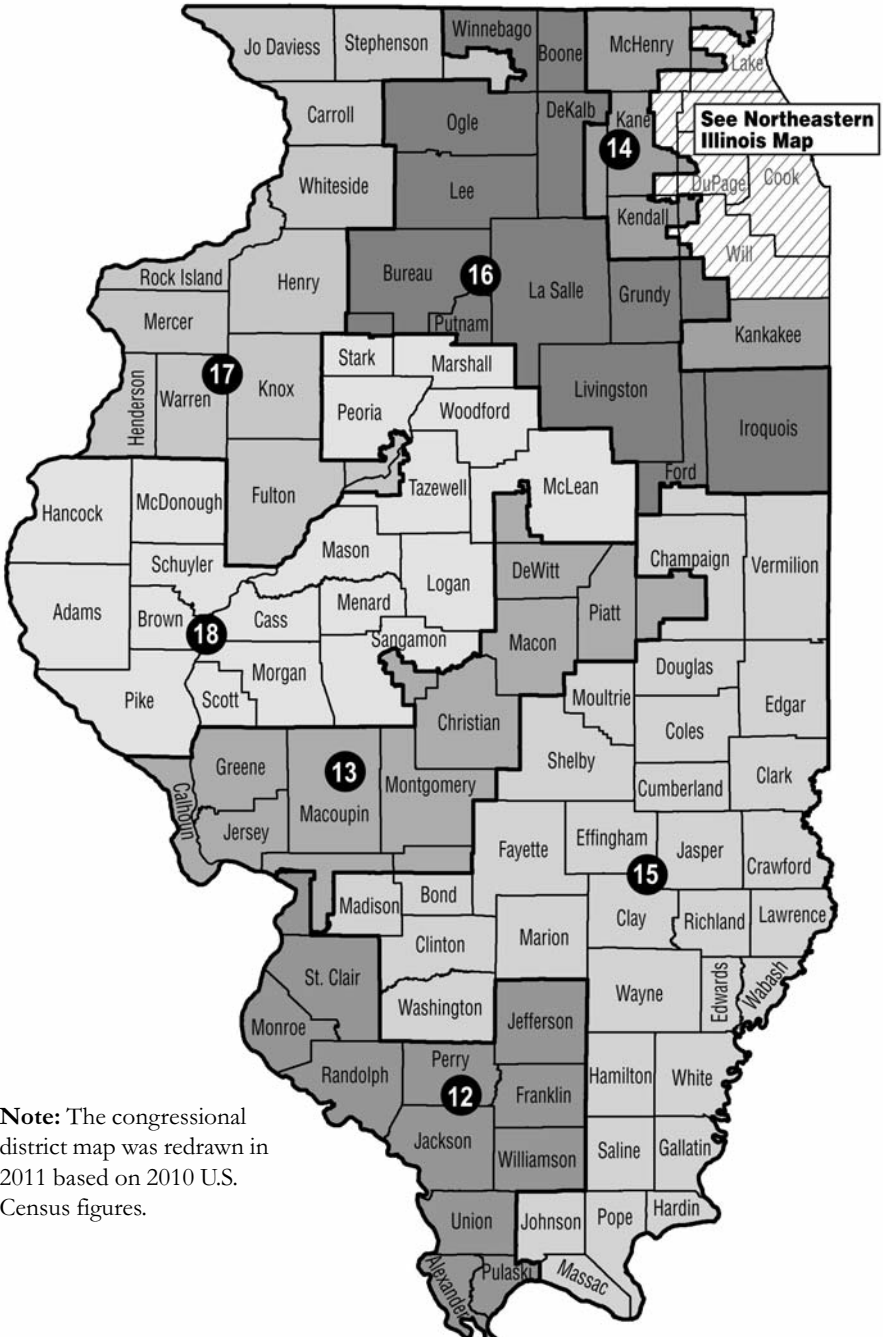 Jo Daviess
Stephenson
Winnebago
Boone
McHenry
Lake
Carroll
Ogle
DeKalb
Kane
See Northeastern
Illinois Map
14
Whiteside
Lee
DuPage
Cook
Kendall
Will
Rock Island
Henry
Bureau
16
La Salle
Grundy
Mercer
Putnam
Kankakee
Stark
Marshall
17
Henderson
Warren
Knox
Peoria
Woodford
Livingston
Iroquois
Ford
Hancock
McDonough
Fulton
Tazewell
McLean
Schuyler
Mason
Champaign
Vermilion
DeWitt
Adams
Brown
Cass
Menard
Logan
Piatt
18
Sangamon
Macon
Douglas
Pike
Scott
Morgan
Moultrie
Edgar
Christian
Coles
Greene
13
Shelby
Clark
Calhoun
Montgomery
Cumberland
Macoupin
Jersey
Effingham
Jasper
Fayette
Crawford
15
Madison
Bond
Clay
Richland
Lawrence
Marion
Clinton
St. Clair
Wayne
Edwards
Wabash
Washington
Jefferson
Monroe
Perry
Randolph
12
Franklin
Hamilton
White
Jackson
Williamson
Saline
Gallatin
Union
Johnson
Pope
Hardin
Alexander
Pulaski
Massac
Note: The congressional
district map was redrawn in
2011 based on 2010 U.S.
Census figures.